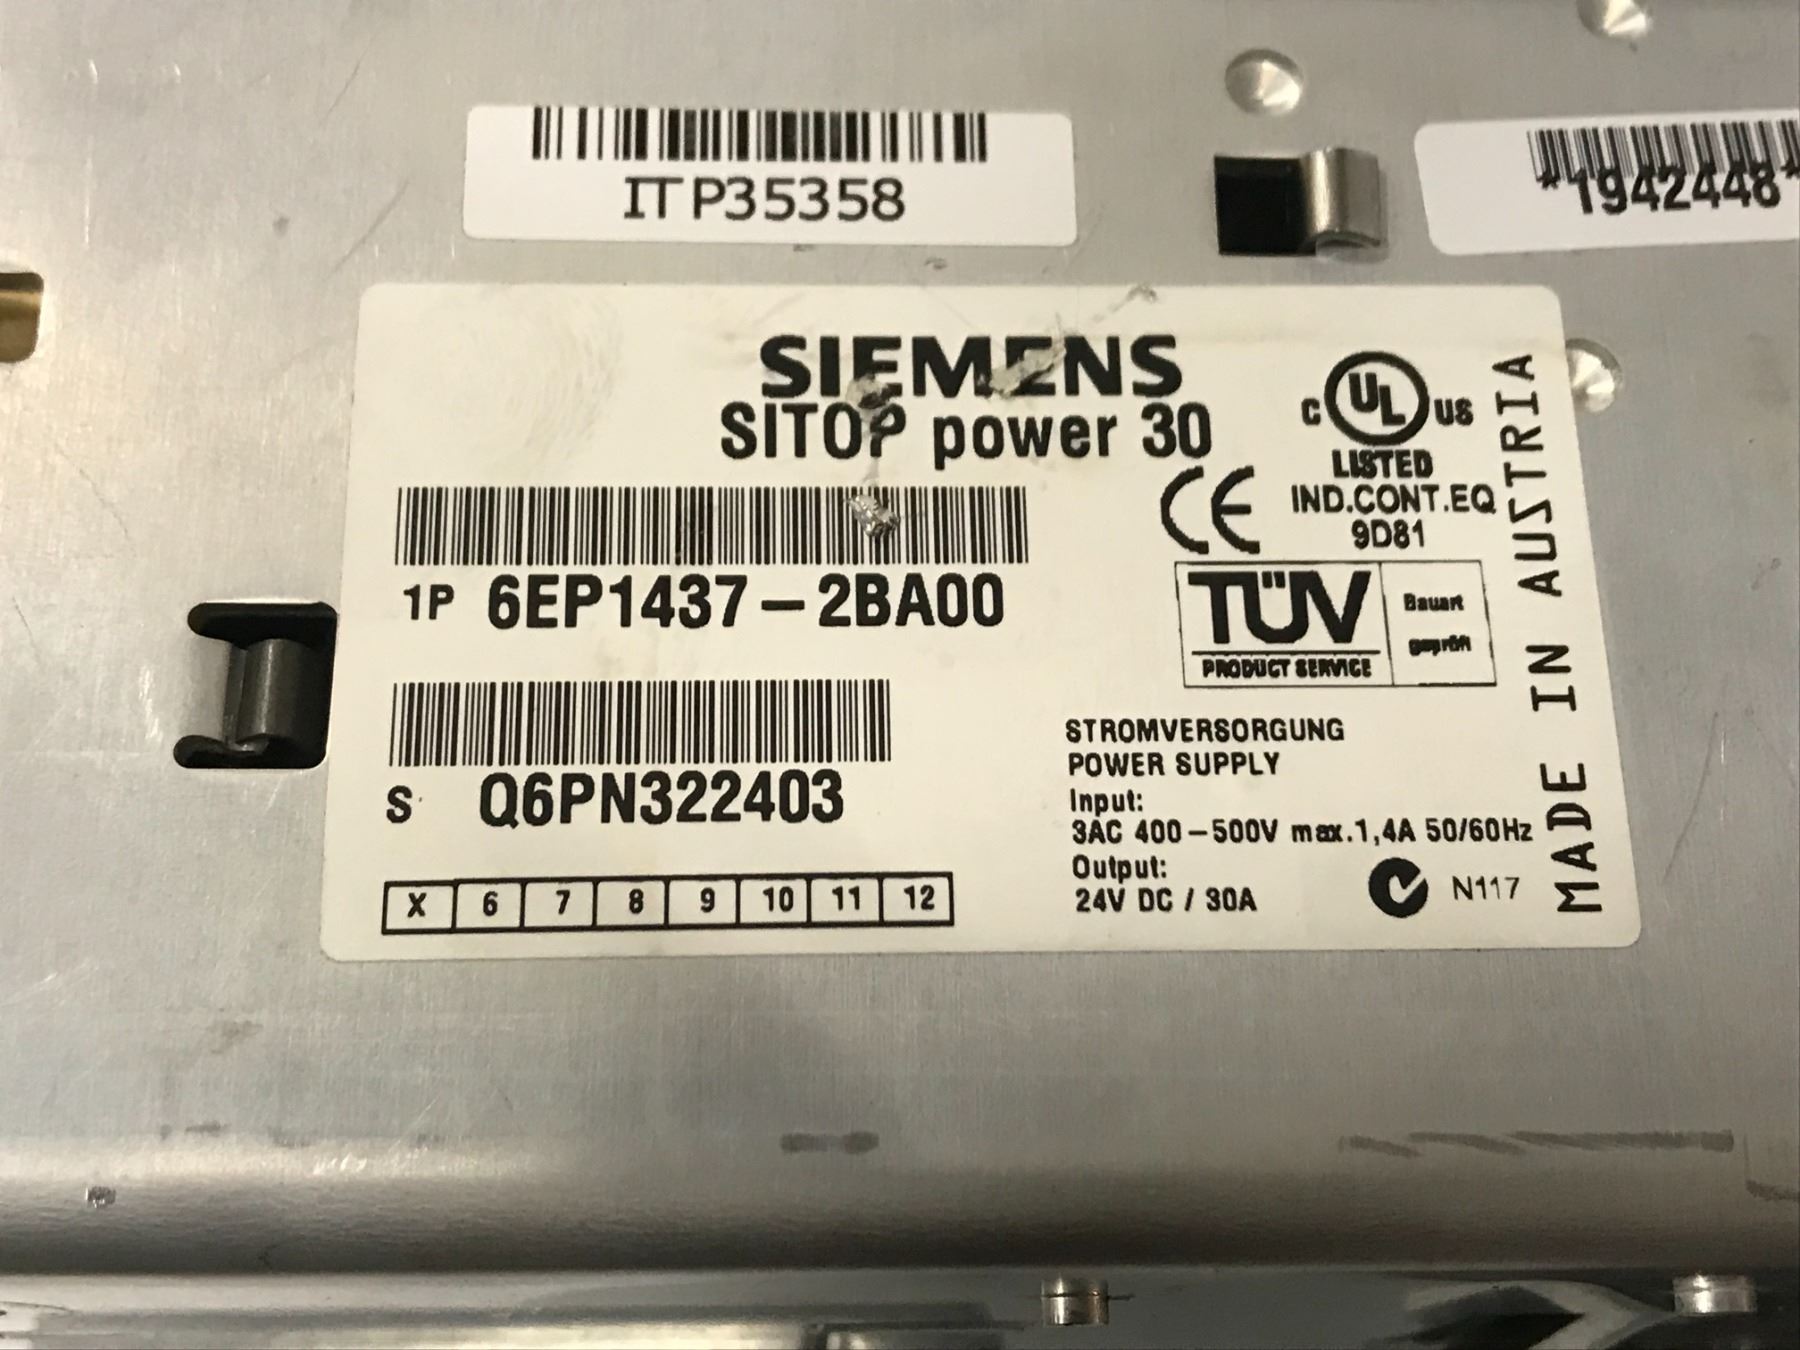 ITP35358
*1942448*
SIEMENS
SITOP power 30
C UL US
LISTED
IND.CONT.EQ
9D81
CE
1P 6EP1437-2BA00
TÜV
PRODUCT SERVICE
Bauart
geprüft
S Q6PN322403
STROMVERSORGUNG
POWER SUPPLY
Input:
3AC 400-500V max.1,4A 50/60Hz
Output:
24V DC / 30A
N117
X 6 7 8 9 10 11 12
MADE IN AUSTRIA